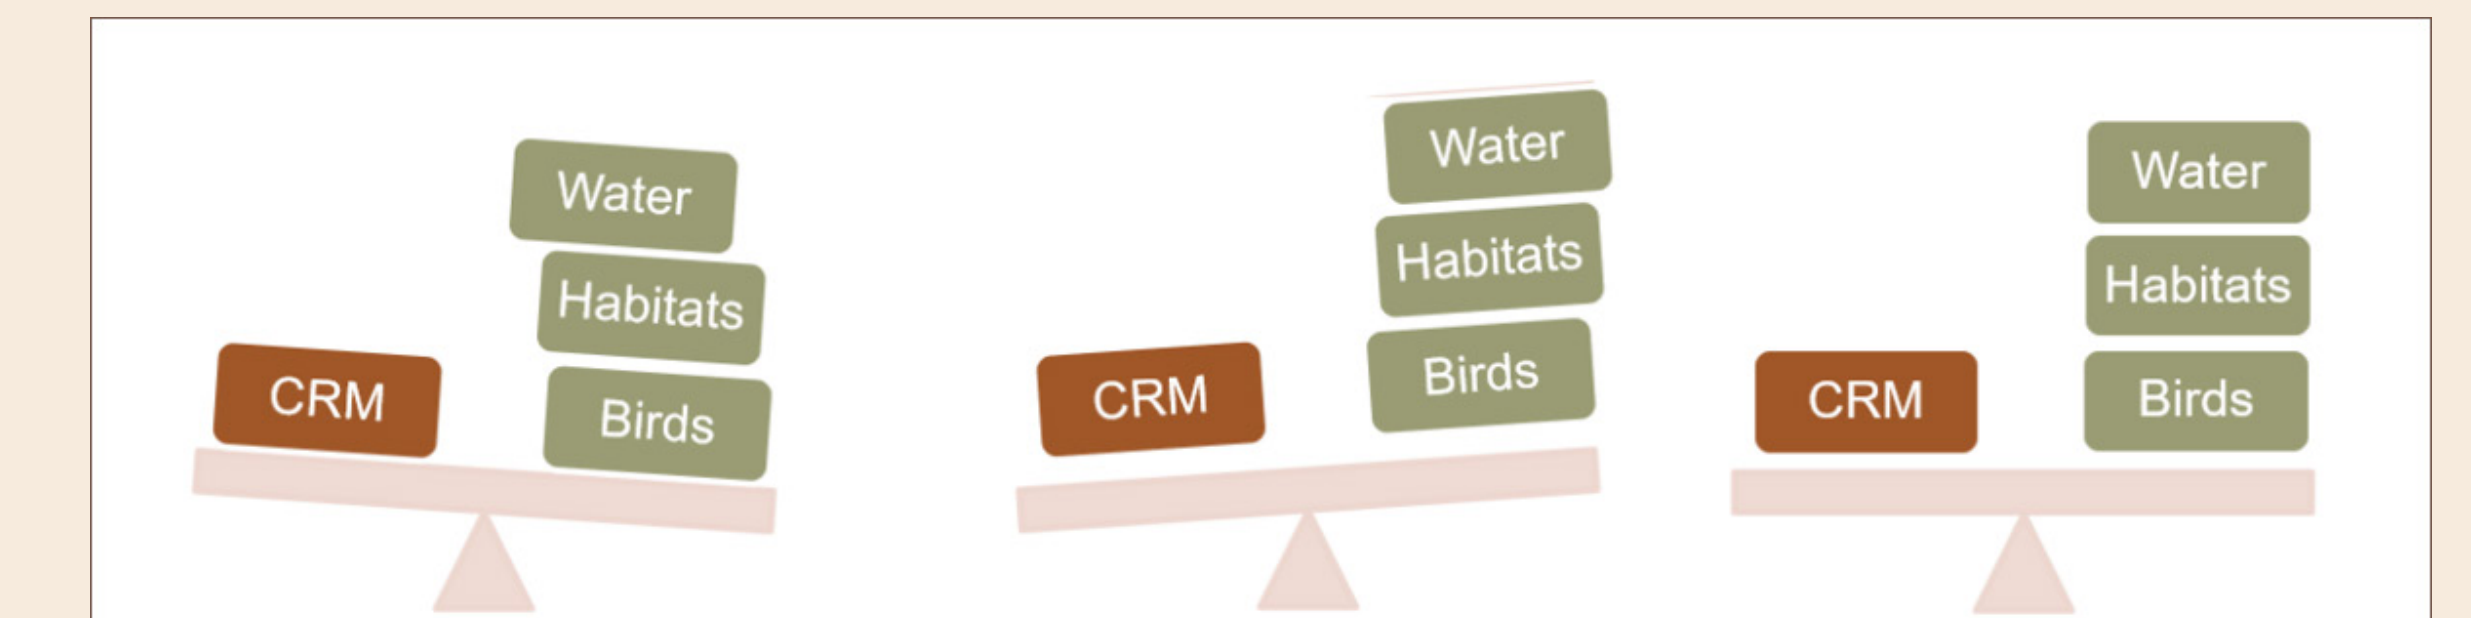 Water
Habitats
CRM
Birds
Water
Habitats
CRM
Birds
Water
Habitats
CRM
Birds